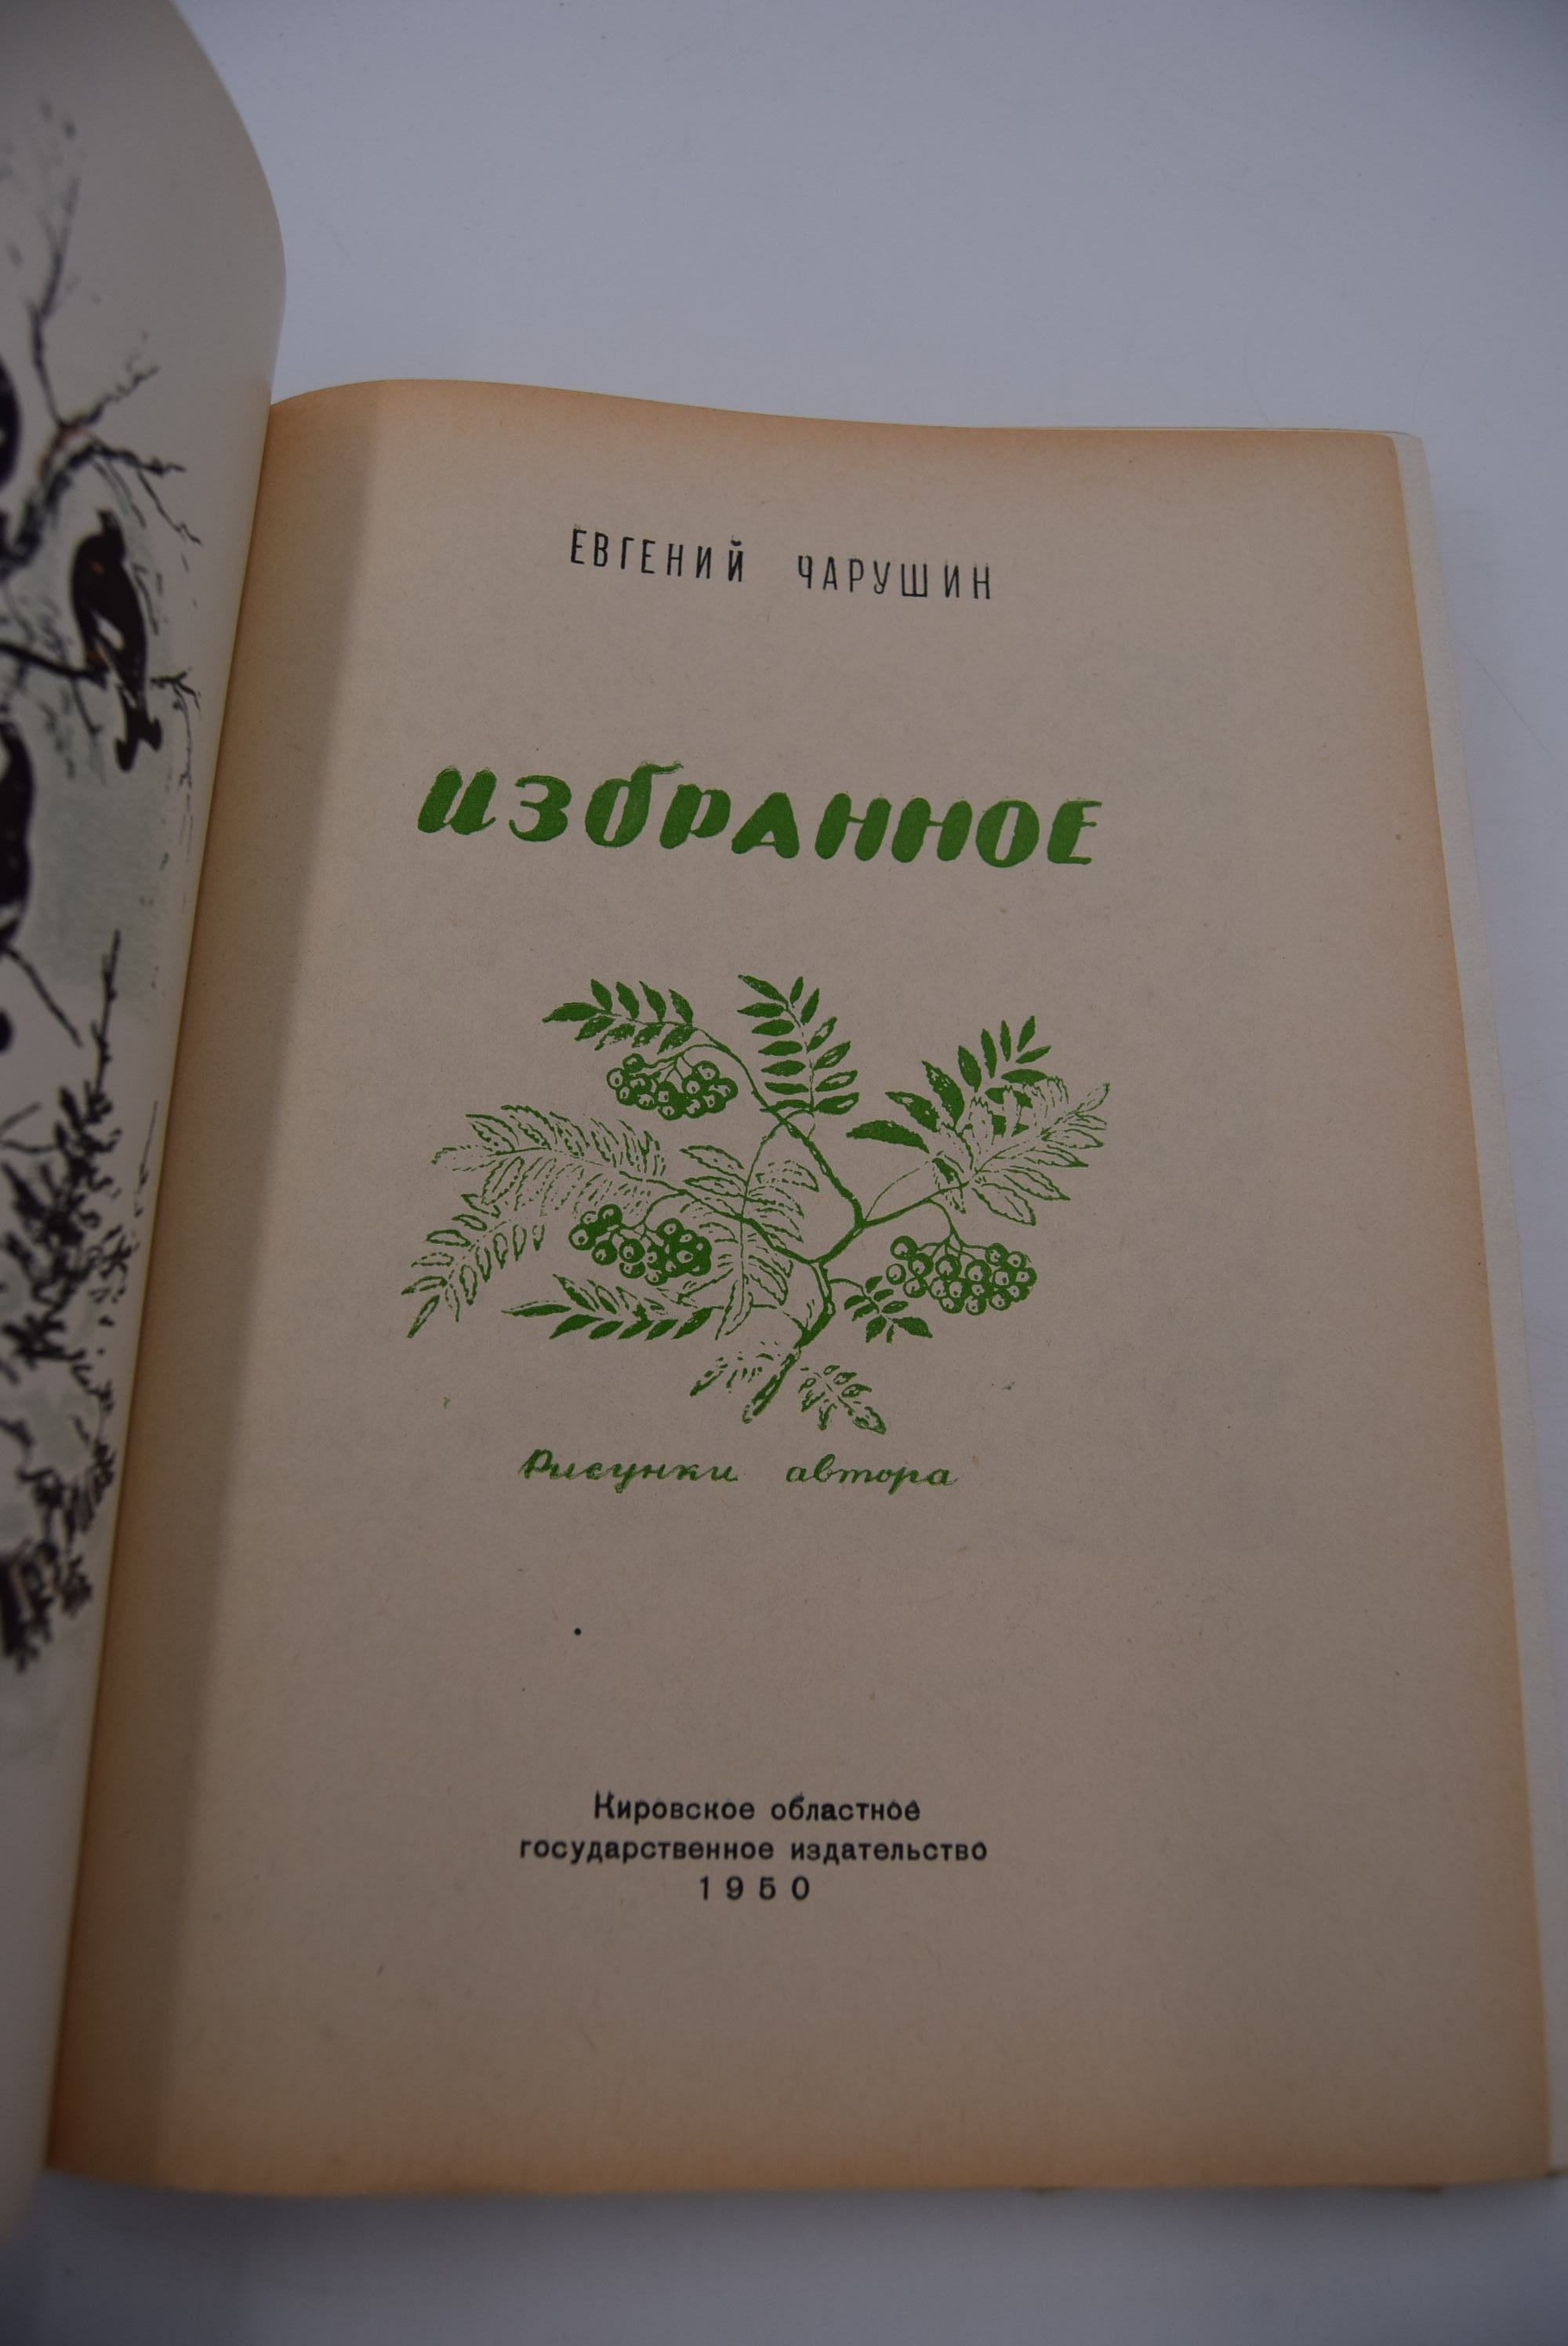 ЕВГЕНИЙ ЧАРУШИН
ИЗБРАННОЕ
Рисунки автора
Кировское областное
государственное издательство
1950